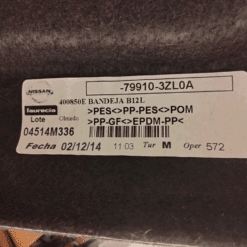 -79910-3ZL0A
NISSAN
400850E BANDEJA B12L
faurecia
>PES<>PP-PES<>POM
Lote
>PP-GF<>EPDM-PP<
04514M336
Fecha 02/12/14 11 03 Tur M Oper 572